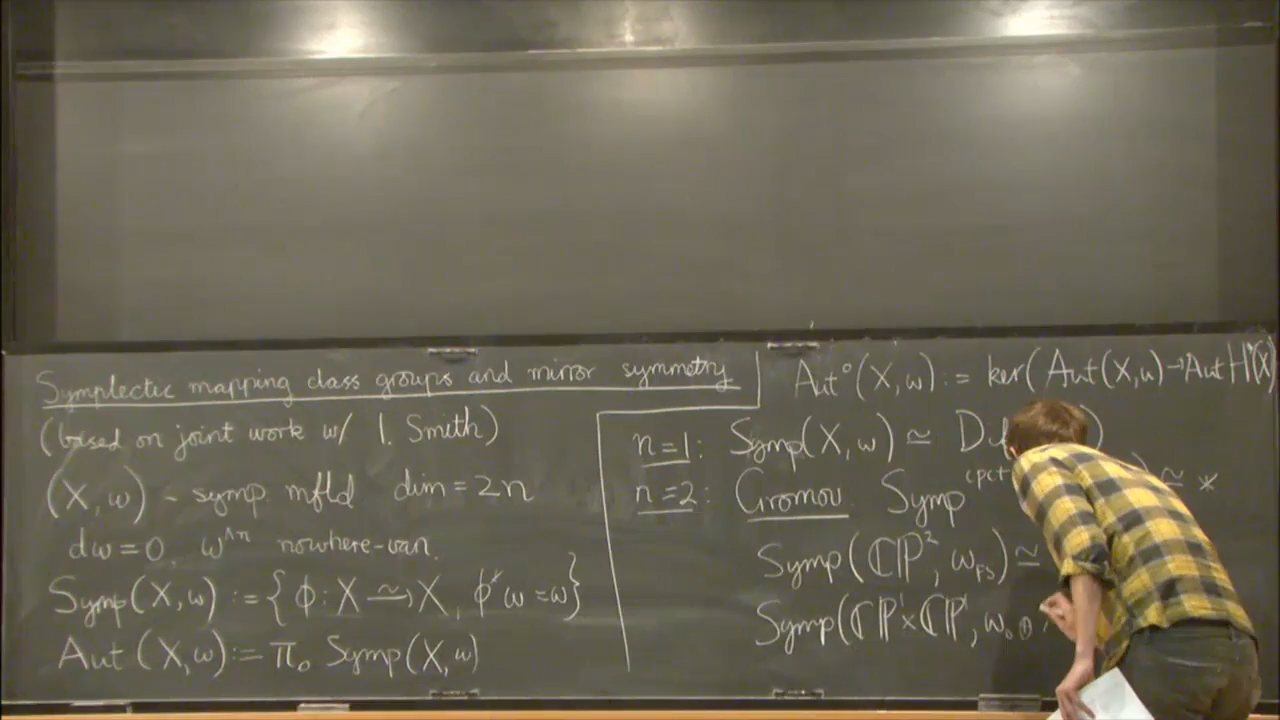 Symplectic mapping class groups and mirror symmetry
(based on joint work w/ I. Smith)
(X, ω) - symp. mfld dim = 2n
dω = 0, ω^∧n nowhere-van.
Symp(X, ω) := { ϕ : X ≃→ X, ϕ*ω = ω }
Aut(X, ω) := π₀ Symp(X, ω)
Aut°(X, ω) := ker(Aut(X, ω) → Aut H*(X)
n=1: Symp(X, ω) ≃ D )
n=2: Gromov Symp^cpct ) ≃ *
Symp(ℂP², ω_FS) ≃
Symp(ℂP¹ × ℂP¹, ω₀ ⊕